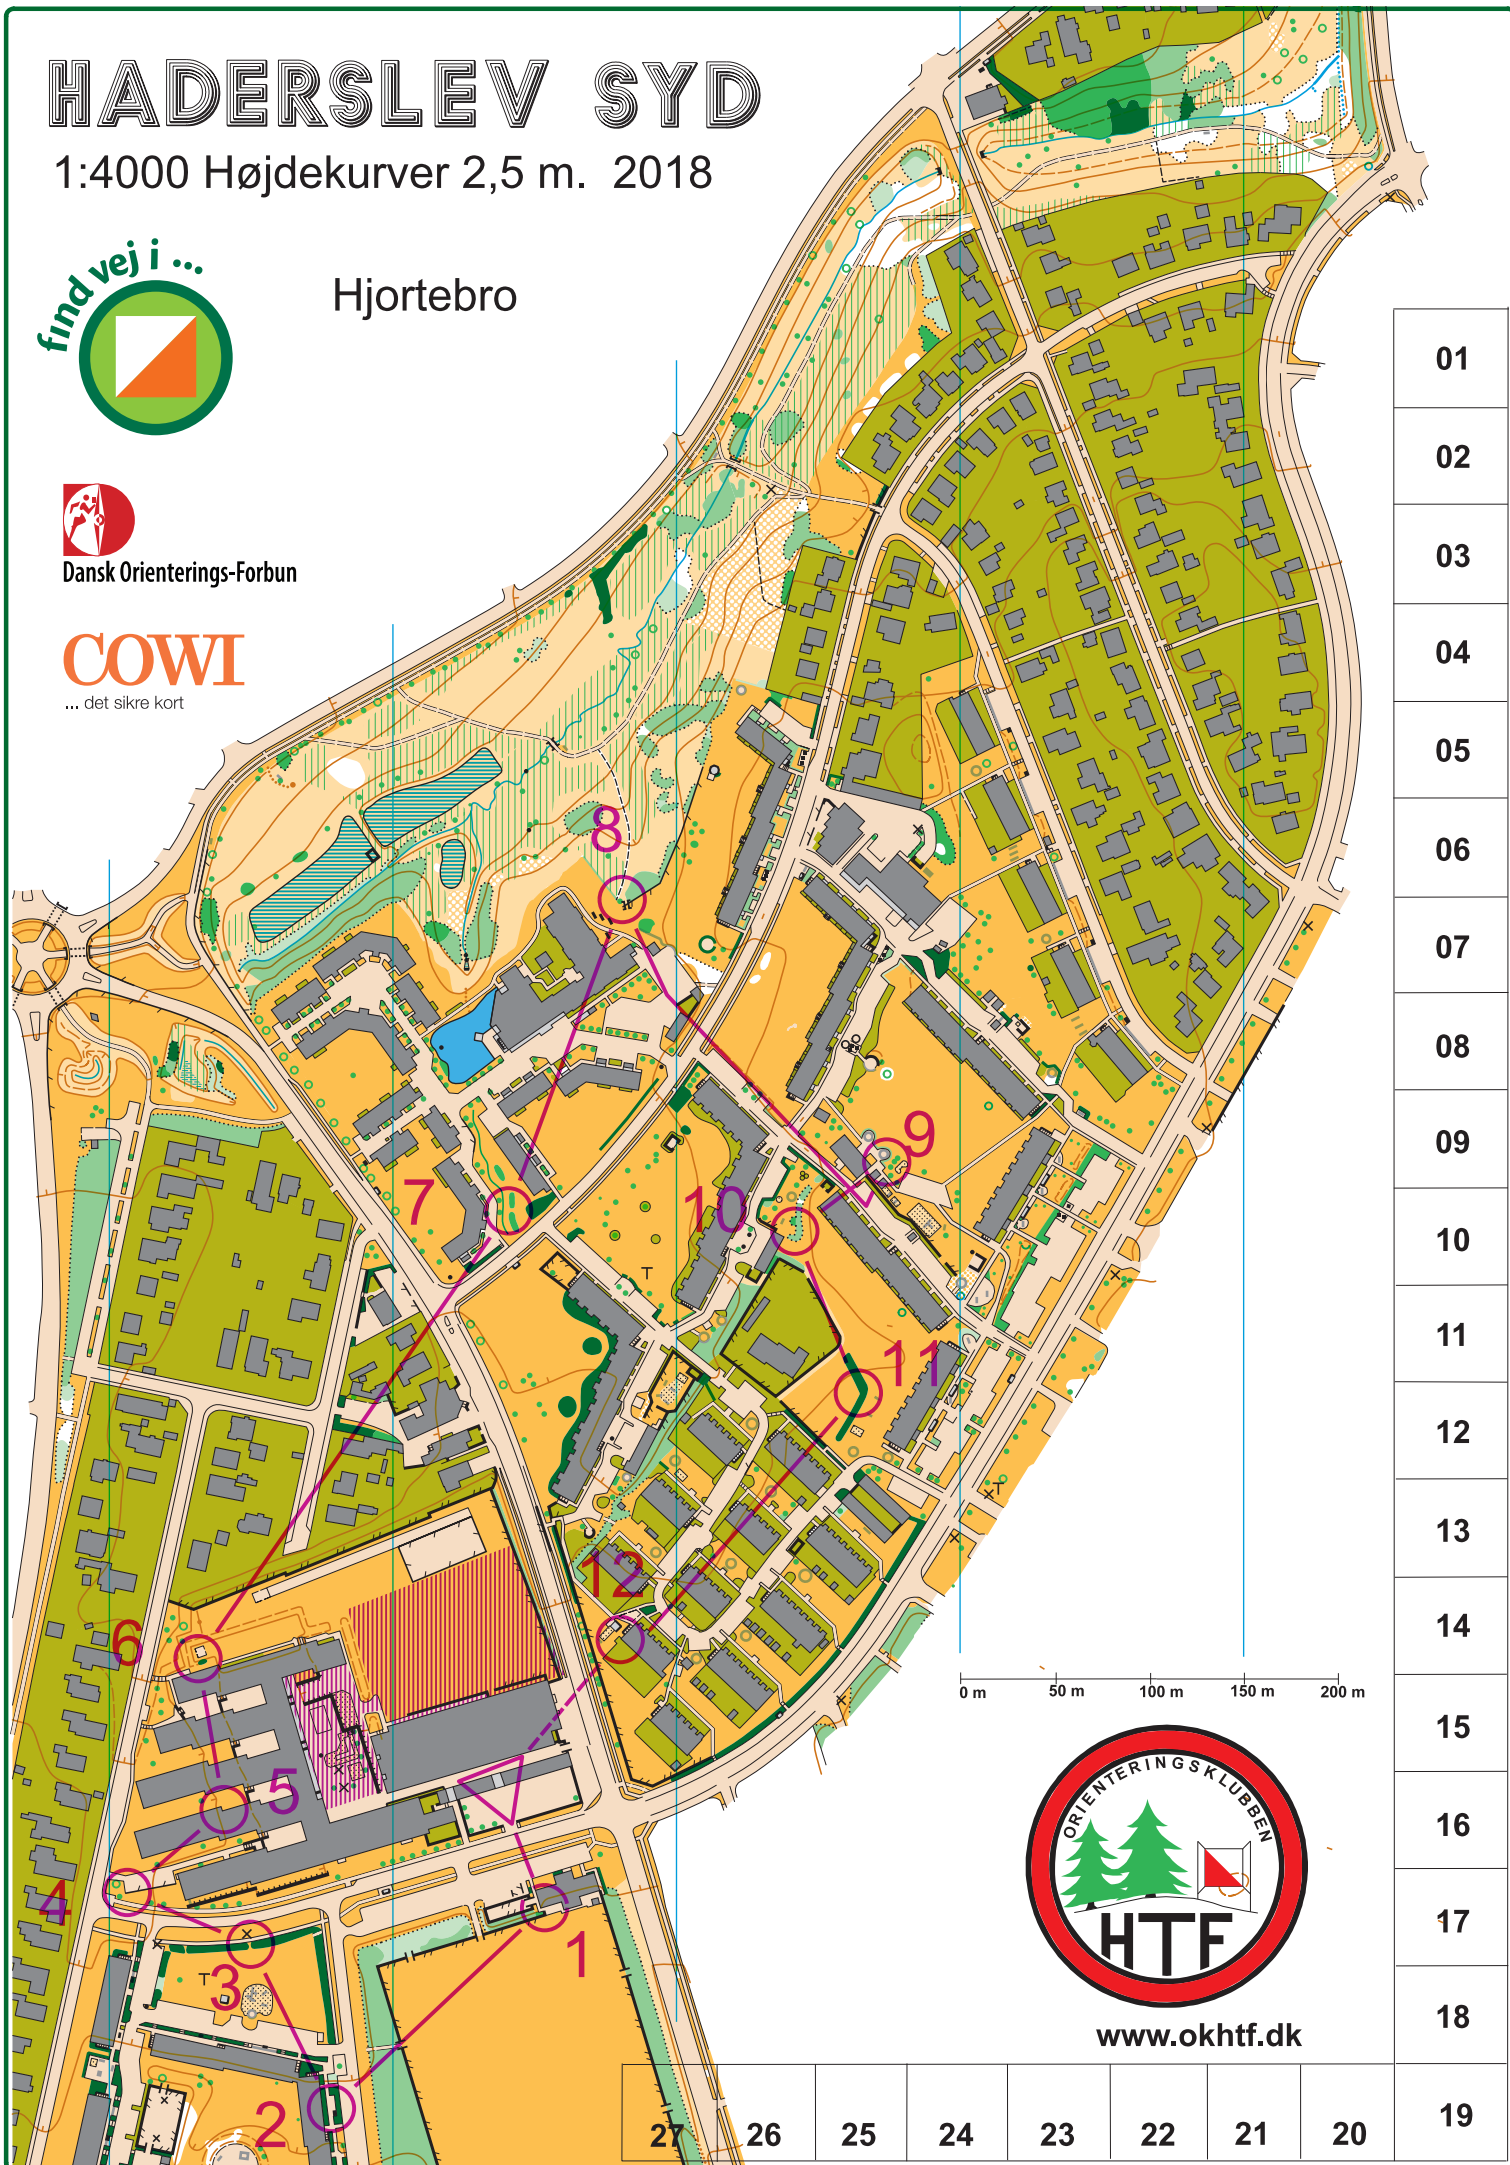 HADERSLEV SYD
1:4000 Højdekurver 2,5 m. 2018
find vej i ...
Hjortebro
Dansk Orienterings-Forbun
COWI
... det sikre kort
01
02
03
04
05
06
07
08
09
10
11
12
13
14
15
16
17
18
19
8
9
7
10
11
12
6
5
4
3
1
2
0 m
50 m
100 m
150 m
200 m
ORIENTERINGSKLUBBEN
HTF
www.okhtf.dk
27
26
25
24
23
22
21
20